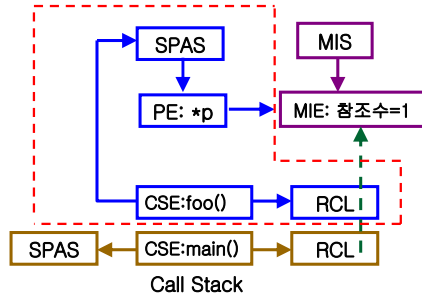 SPAS
MIS
PE: *p
MIE: 참조수=1
CSE:foo()
RCL
SPAS
CSE:main()
RCL
Call Stack